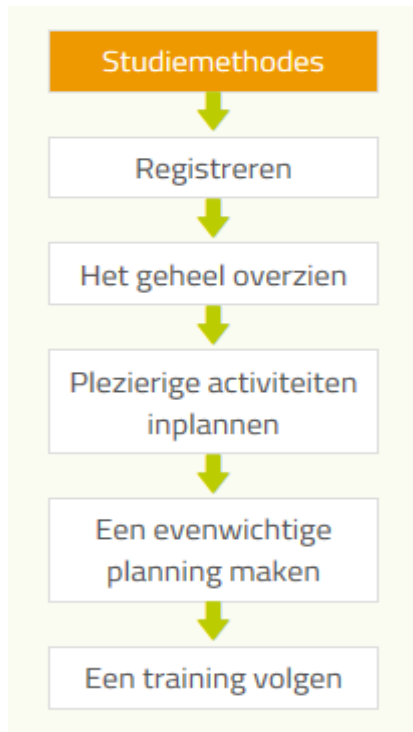 Studiemethodes
Registreren
Het geheel overzien
Plezierige activiteiten
inplannen
Een evenwichtige
planning maken
Een training volgen